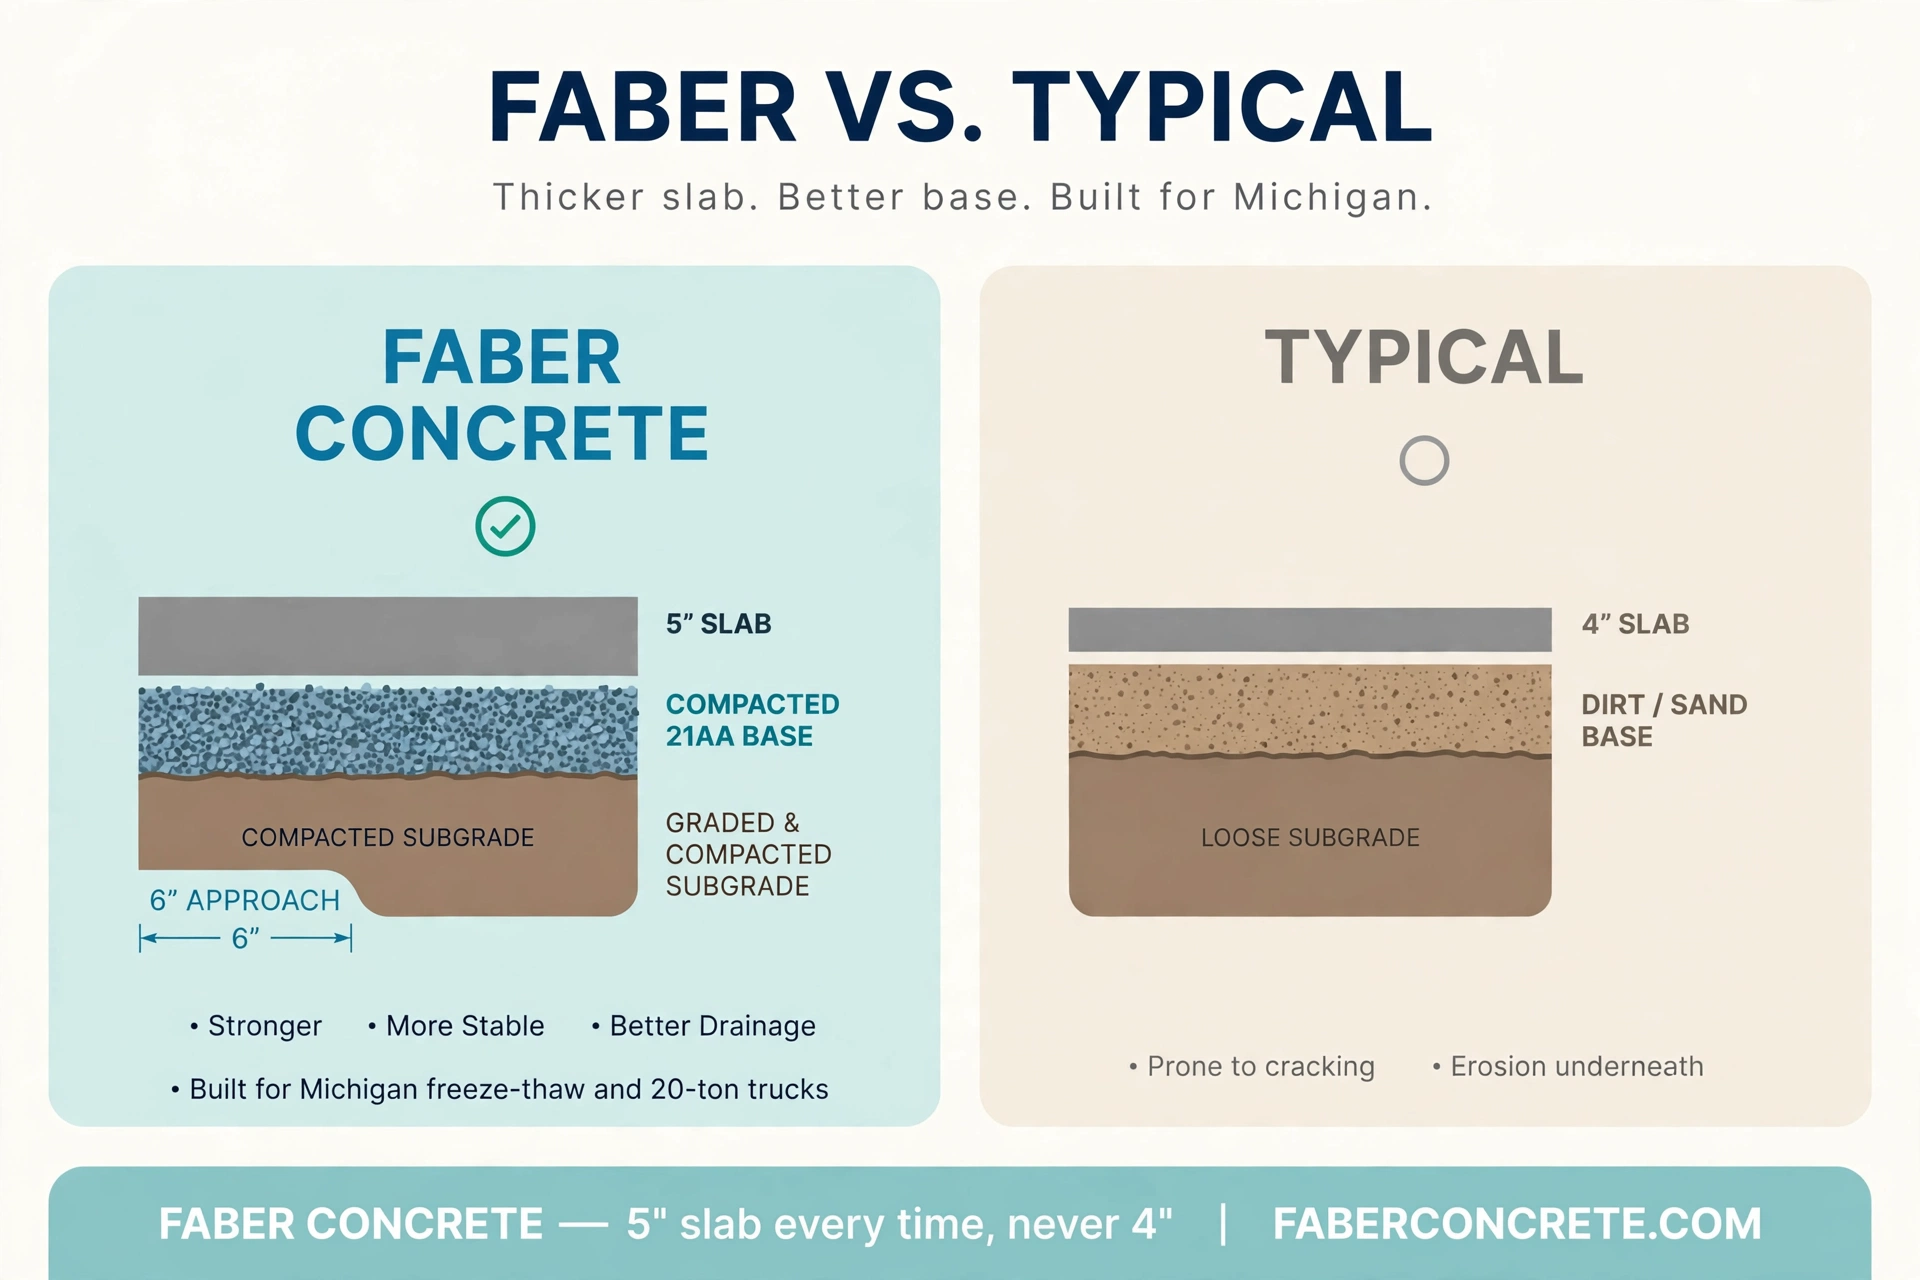 FABER VS. TYPICAL
Thicker slab. Better base. Built for Michigan.
FABER
CONCRETE
5” SLAB
COMPACTED
21AA BASE
COMPACTED SUBGRADE
GRADED &
COMPACTED
SUBGRADE
6” APPROACH
6”
• Stronger • More Stable • Better Drainage
• Built for Michigan freeze-thaw and 20-ton trucks
TYPICAL
4” SLAB
DIRT / SAND
BASE
LOOSE SUBGRADE
• Prone to cracking • Erosion underneath
FABER CONCRETE — 5" slab every time, never 4" | FABERCONCRETE.COM